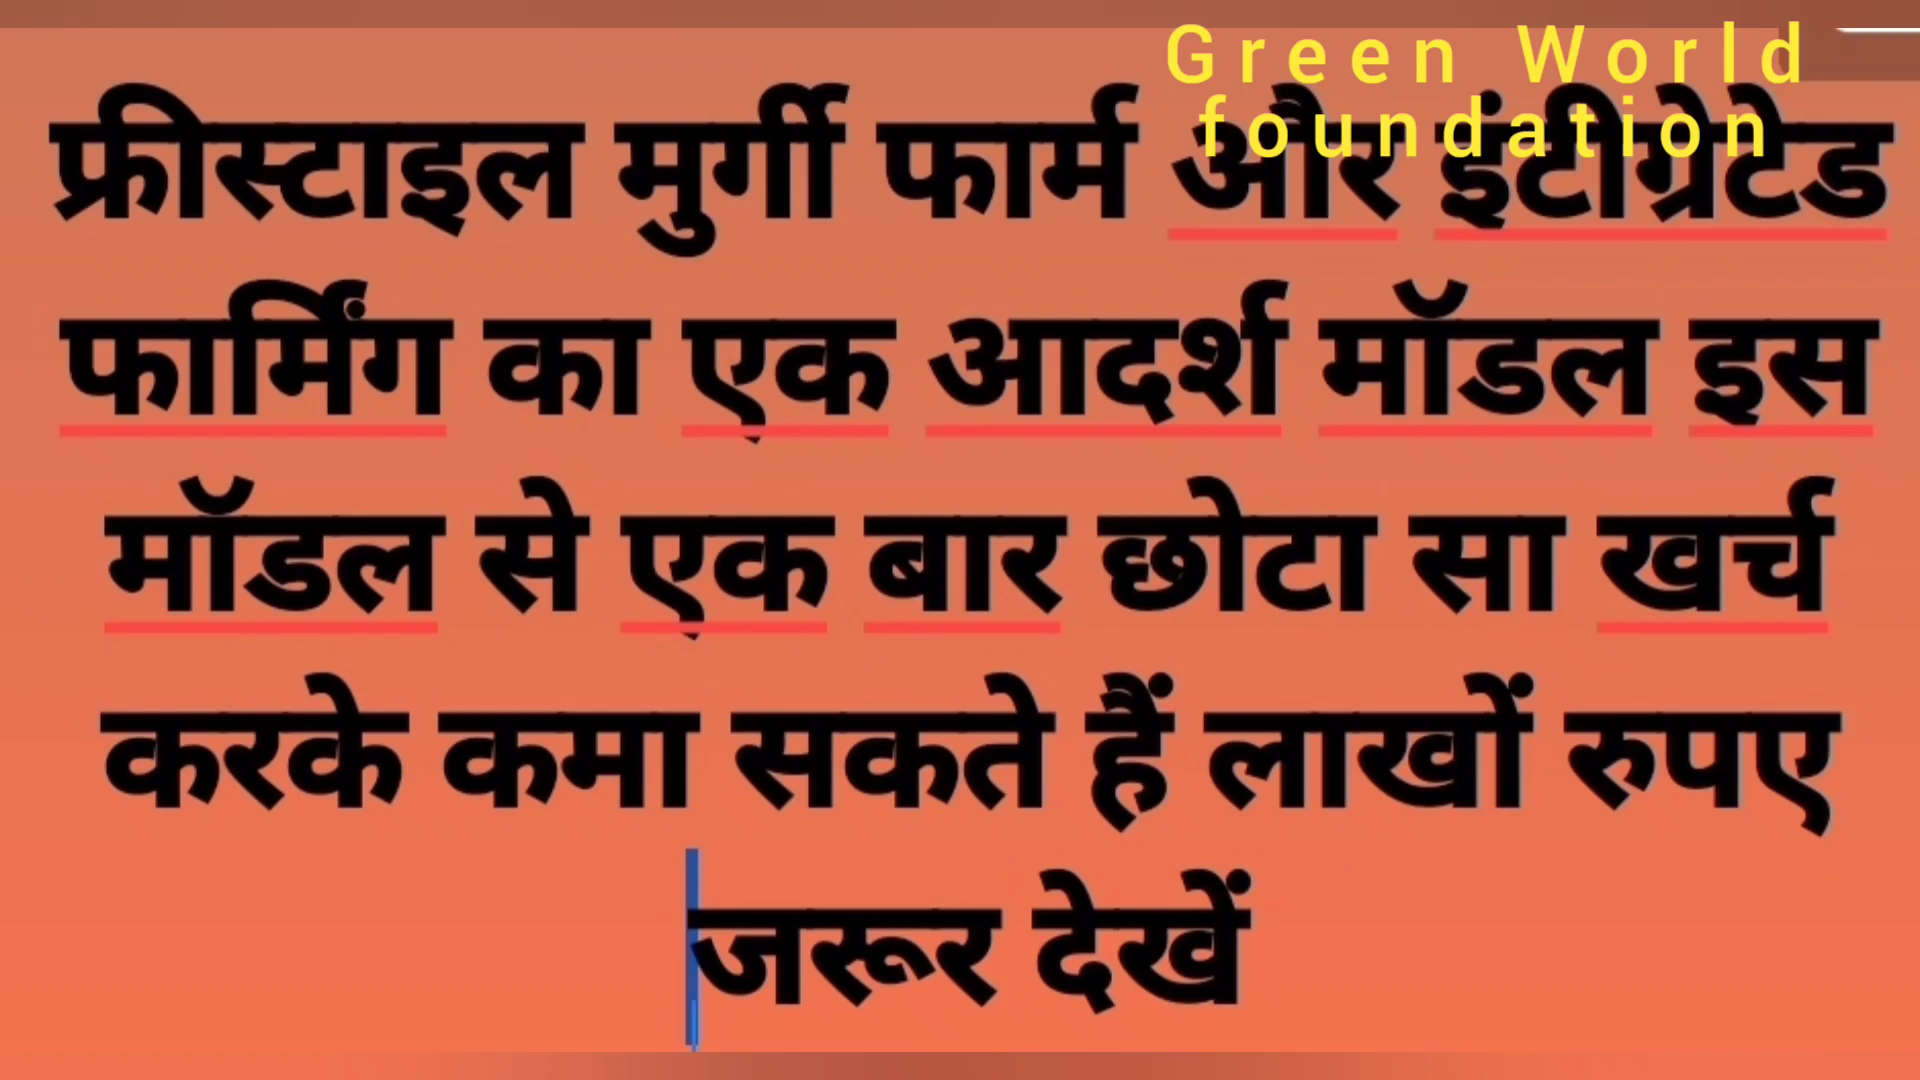 Green World
foundation
फ्रीस्टाइल मुर्गी फार्म और इंटीग्रेटेड
फार्मिंग का एक आदर्श मॉडल इस
मॉडल से एक बार छोटा सा खर्च
करके कमा सकते हैं लाखों रुपए
जरूर देखें